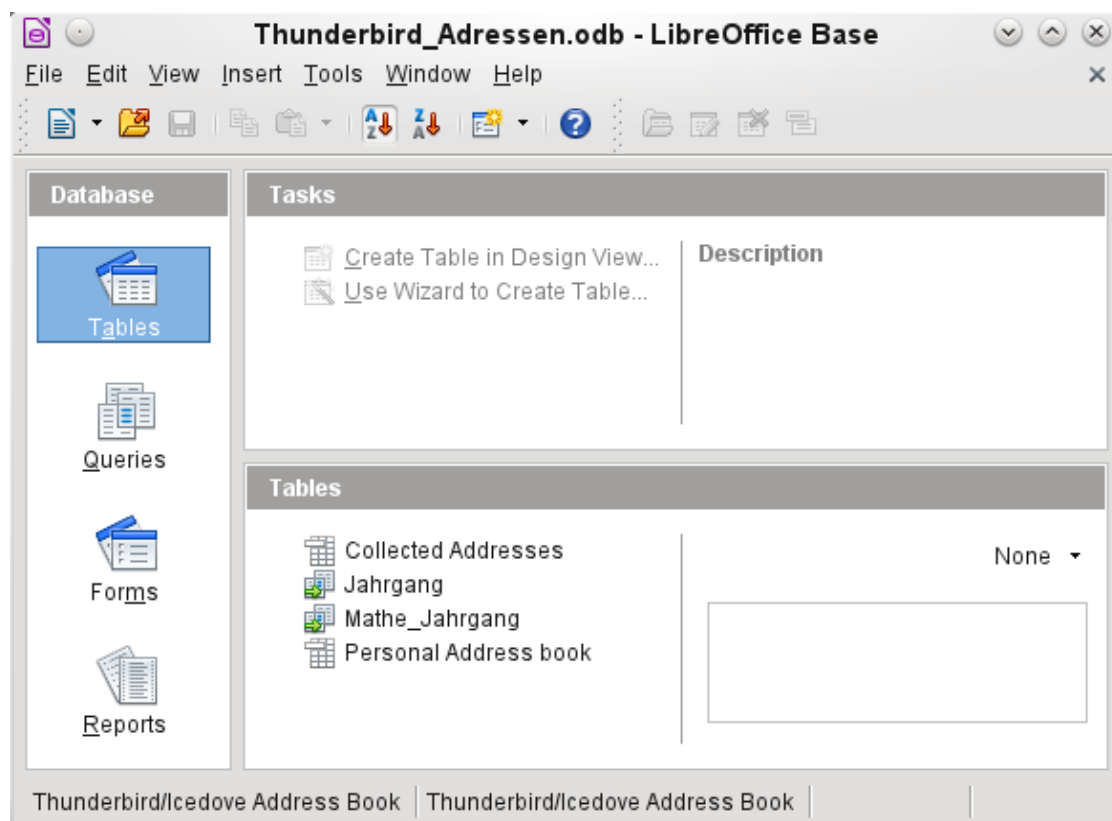 Thunderbird_Adressen.odb - LibreOffice Base
File Edit View Insert Tools Window Help
Database
Tables
Queries
Forms
Reports
Tasks
Create Table in Design View...
Use Wizard to Create Table...
Description
Tables
Collected Addresses
Jahrgang
Mathe_Jahrgang
Personal Address book
None
Thunderbird/Icedove Address Book Thunderbird/Icedove Address Book